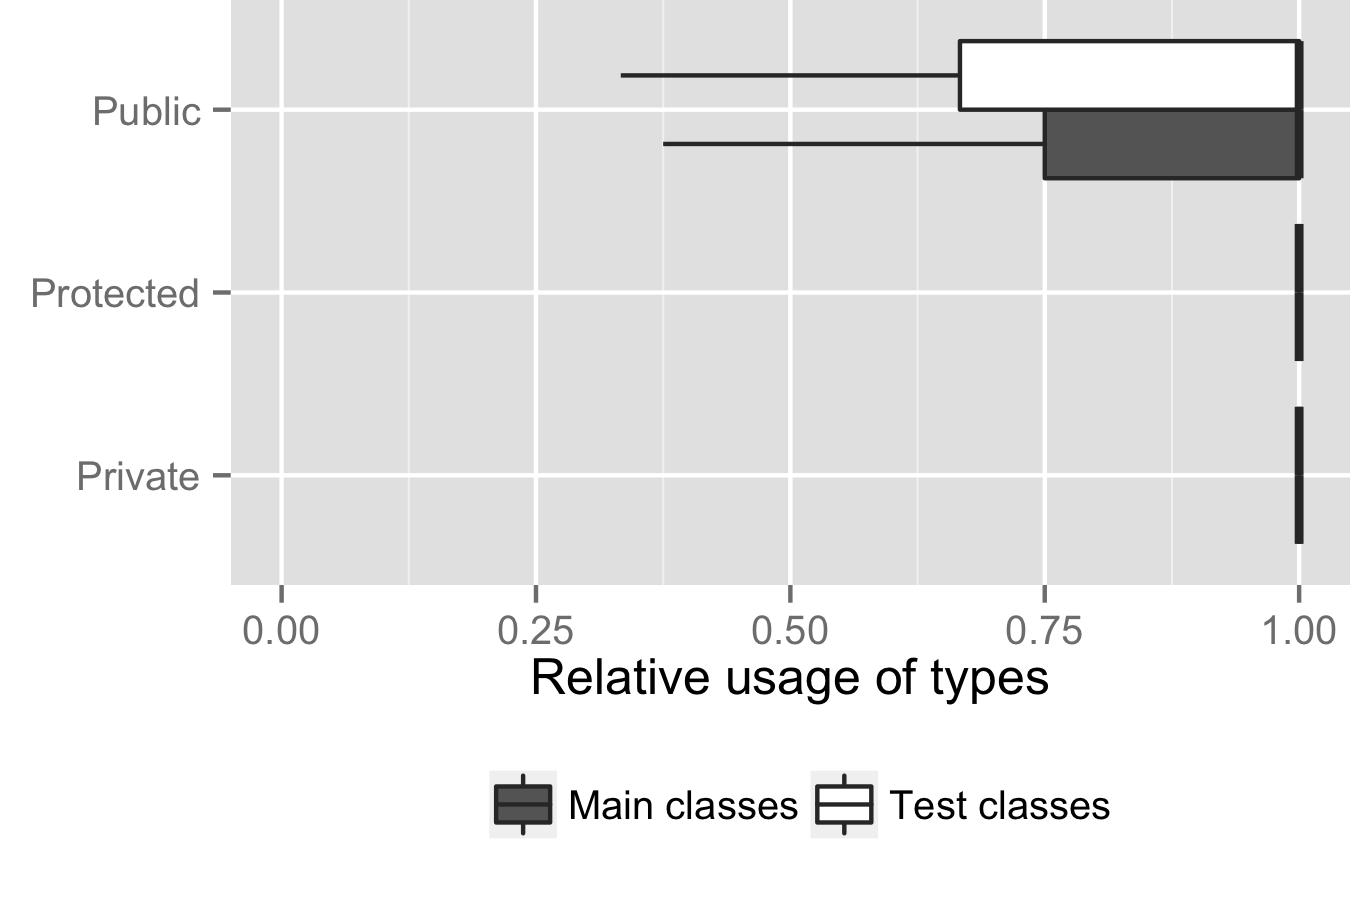 Public
Protected
Private
0.00 0.25 0.50 0.75 1.00
Relative usage of types
Main classes Test classes